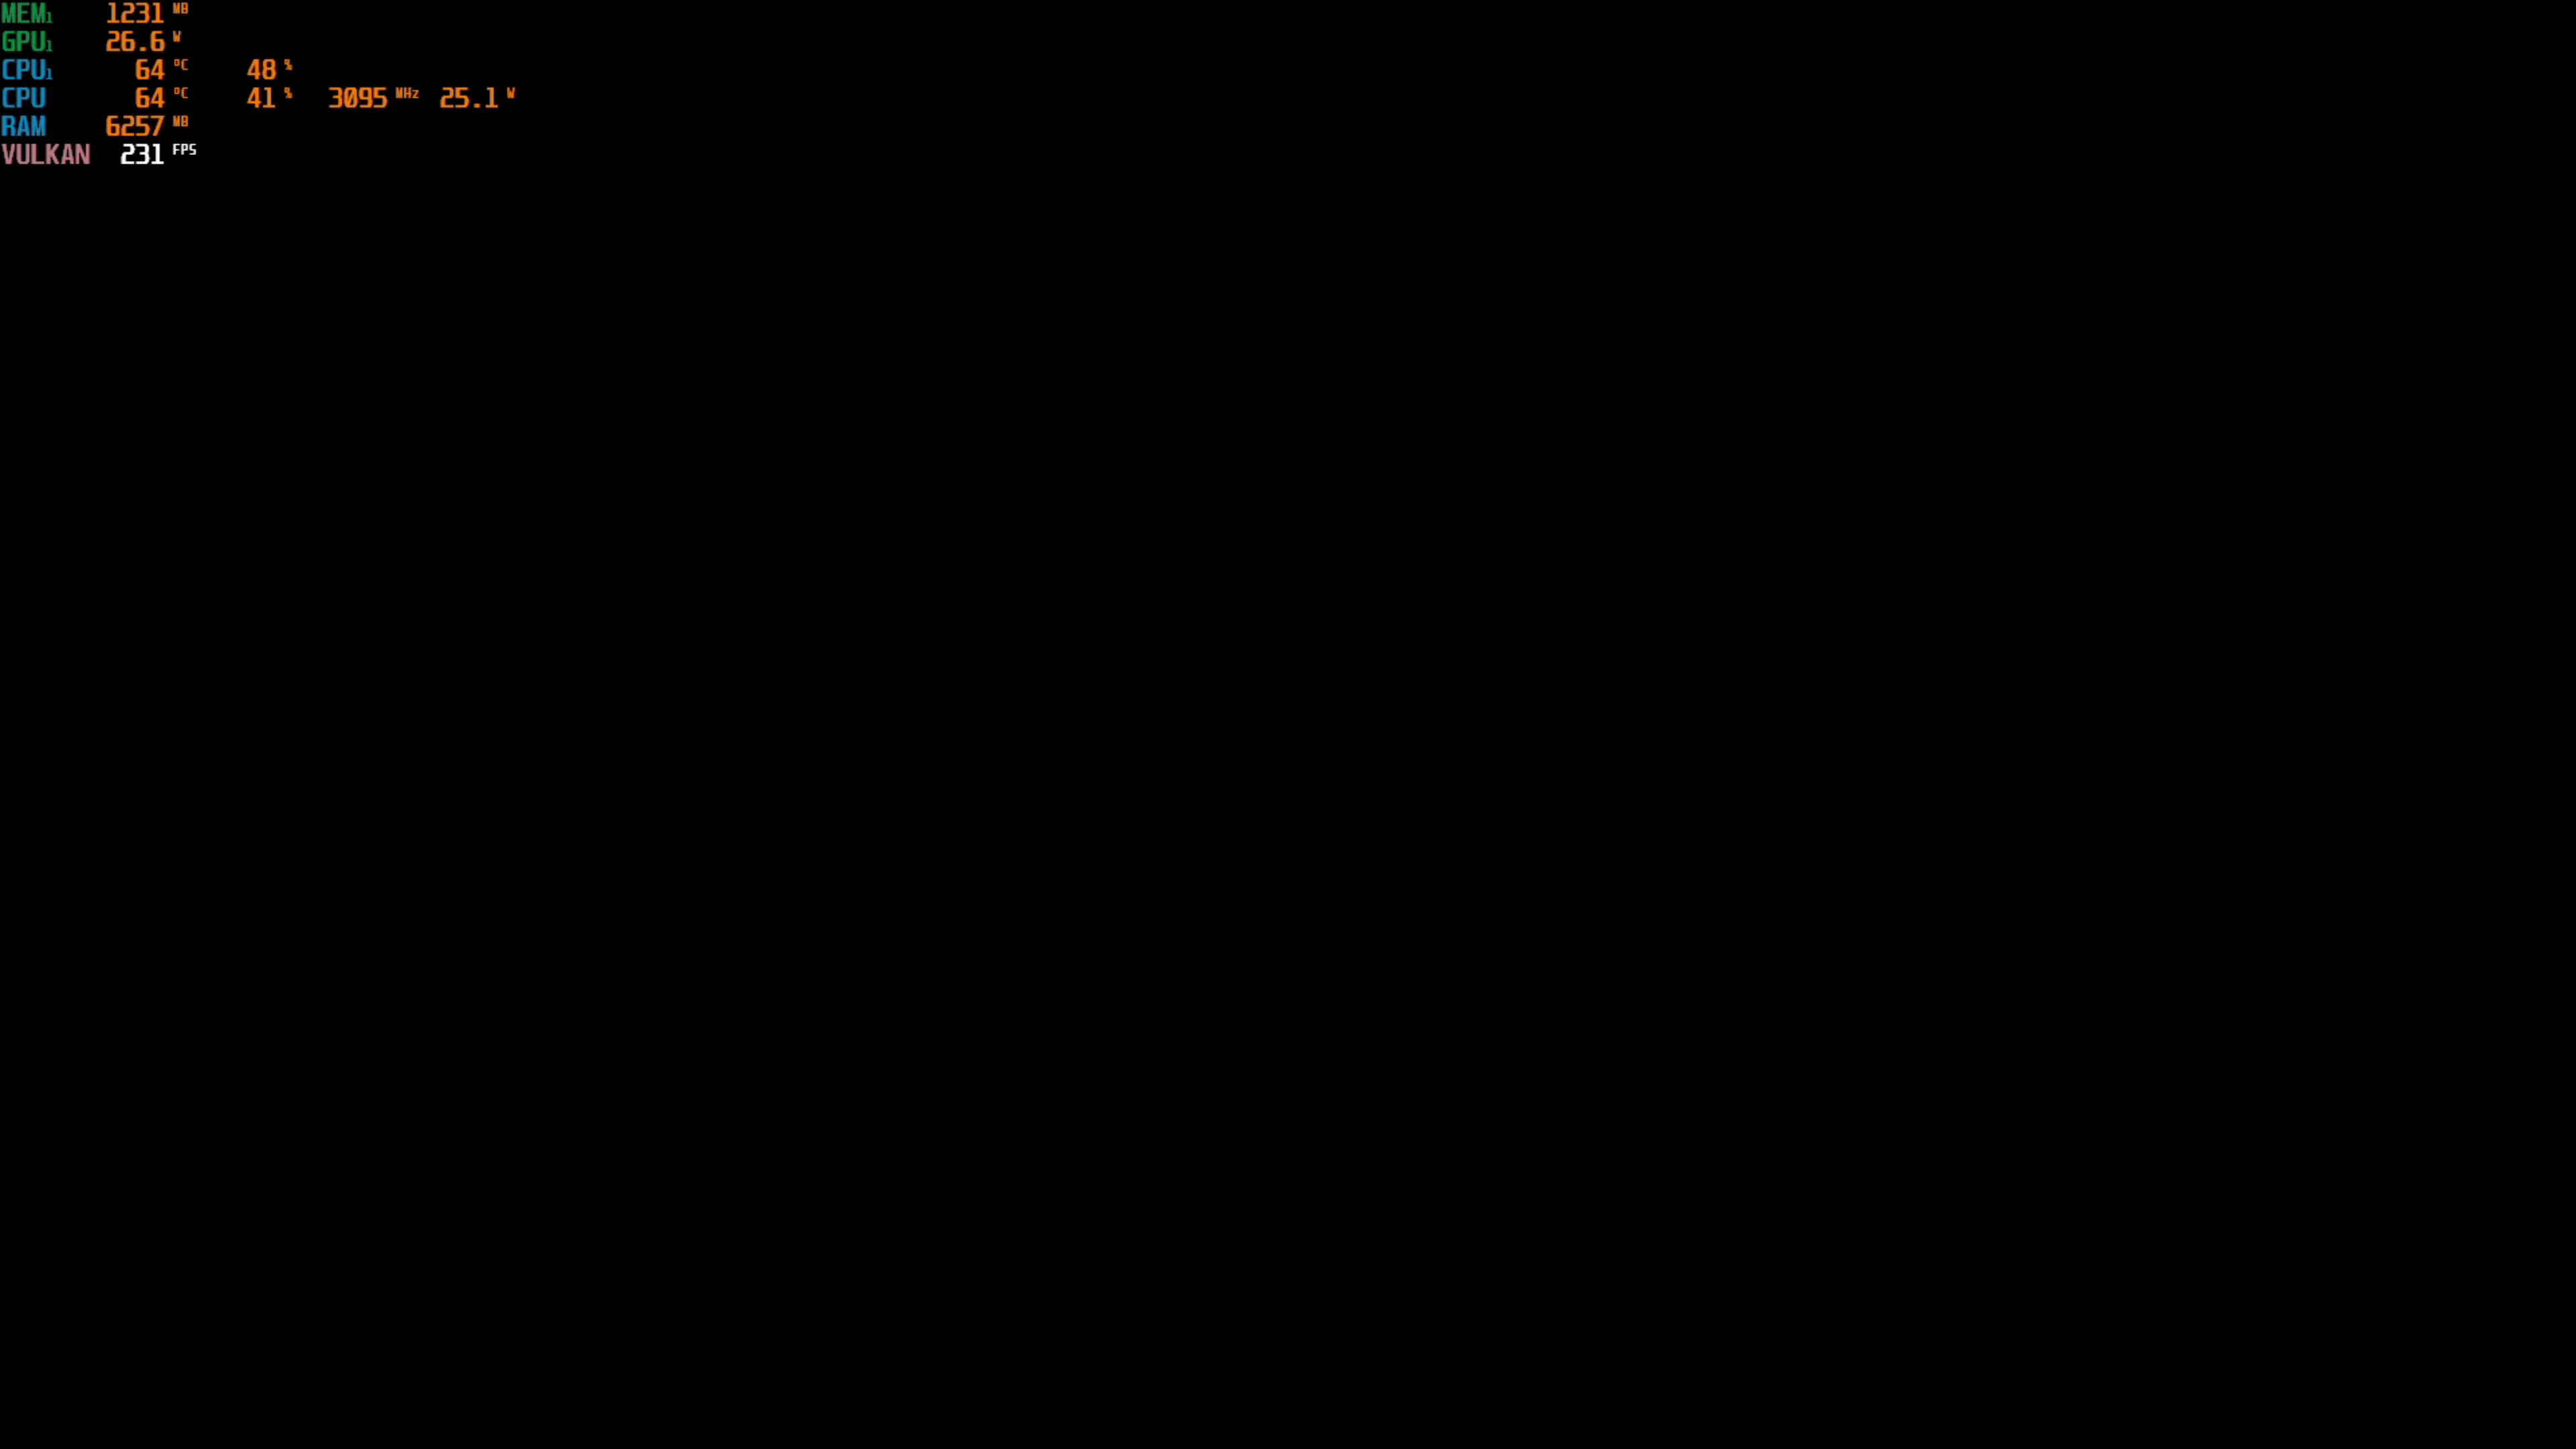 MEM1 1231 MB
GPU1 26.6 W
CPU1 64 °C 48 %
CPU 64 °C 41 % 3095 MHz 25.1 W
RAM 6257 MB
VULKAN 231 FPS